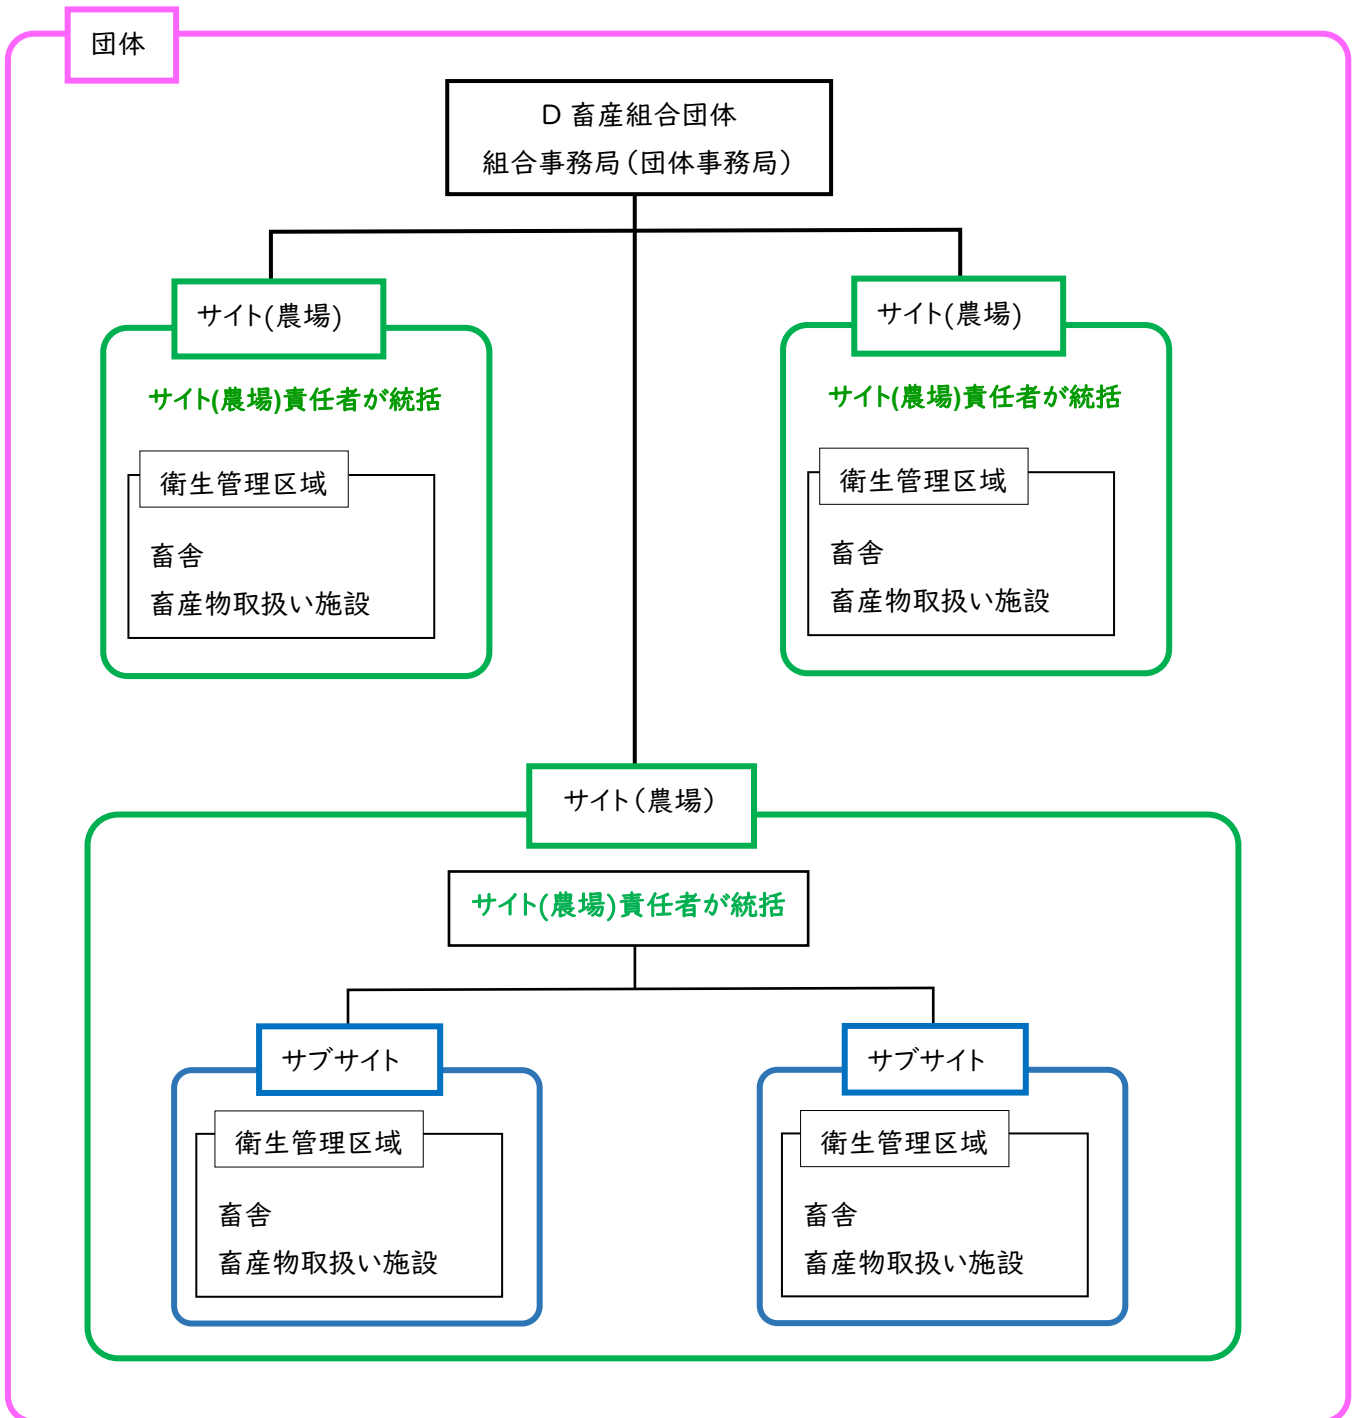 団体
D 畜産組合団体
組合事務局（団体事務局）
サイト(農場)
サイト(農場)責任者が統括
衛生管理区域
畜舎
畜産物取扱い施設
サイト(農場)
サイト(農場)責任者が統括
衛生管理区域
畜舎
畜産物取扱い施設
サイト（農場）
サイト(農場)責任者が統括
サブサイト
衛生管理区域
畜舎
畜産物取扱い施設
サブサイト
衛生管理区域
畜舎
畜産物取扱い施設